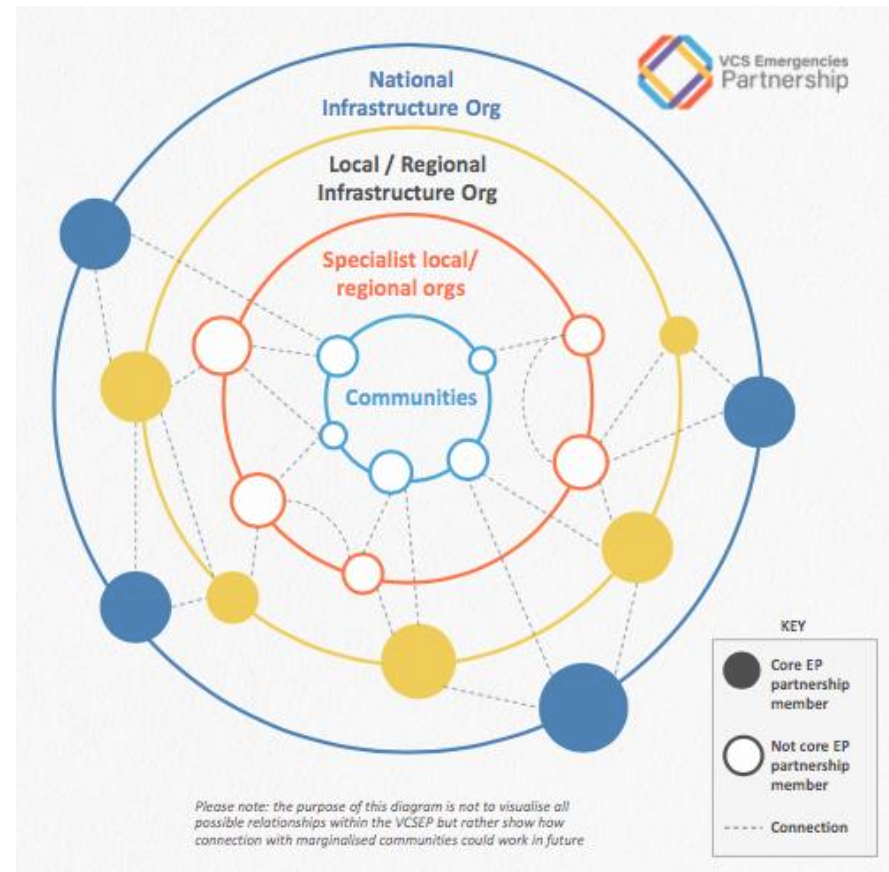 VCS Emergencies
Partnership
National
Infrastructure Org
Local / Regional
Infrastructure Org
Specialist local/
regional orgs
Communities
KEY
Core EP
partnership
member
Not core EP
partnership
member
Connection
Please note: the purpose of this diagram is not to visualise all
possible relationships within the VCSEP but rather show how
connection with marginalised communities could work in future